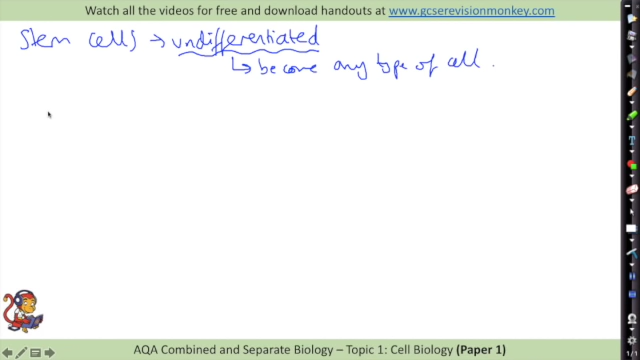 Watch all the videos for free and download handouts at www.gcserevisionmonkey.com
Stem cells → undifferentiated
↳ become any type of cell.
AQA Combined and Separate Biology – Topic 1: Cell Biology (Paper 1)